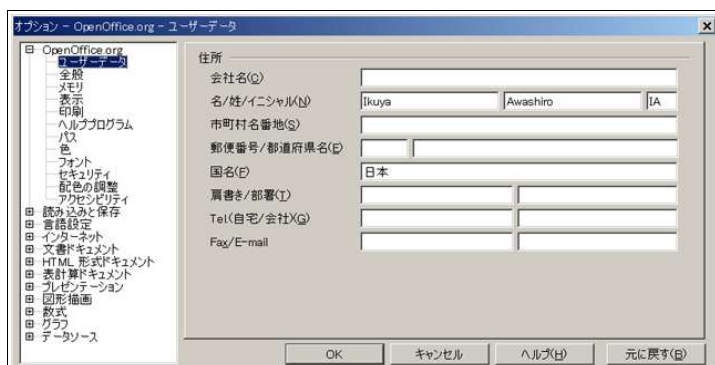 オプション - OpenOffice.org - ユーザーデータ
OpenOffice.org
ユーザーデータ
全般
メモリ
表示
印刷
ヘルププログラム
パス
色
フォント
セキュリティ
配色の調整
アクセシビリティ
読み込みと保存
言語設定
インターネット
文書ドキュメント
HTML 形式ドキュメント
表計算ドキュメント
プレゼンテーション
図形描画
数式
グラフ
データソース
住所
会社名(C)
名/姓/イニシャル(N) Ikuya Awashiro IA
市町村名番地(S)
郵便番号/都道府県名(E)
国名(F) 日本
肩書き/部署(T)
Tel(自宅/会社)(G)
Fax/E-mail
OK キャンセル ヘルプ(H) 元に戻す(B)